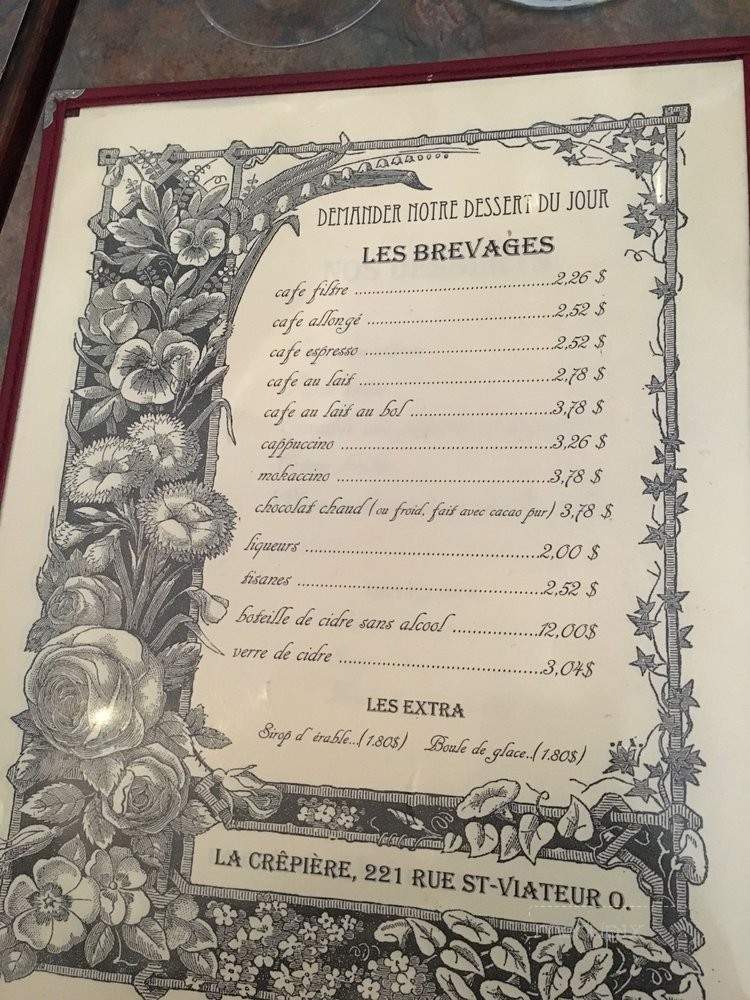 DEMANDER NOTRE DESSERT DU JOUR
LES BREVAGES
cafe filtre ........................................2,26 $
cafe allongé ......................................2,52 $
cafe espresso ......................................2,52 $
cafe au lait .......................................2,78 $
cafe au lait au bol .............................3,78 $
cappuccino ..........................................3,26 $
mokaccino ...........................................3,78 $
chocolat chaud (ou froid, fait avec cacao pur) 3,78 $
liqueurs ...............................................2,00 $
tisanes .................................................2,52 $
boteille de cidre sans alcool .................12,00$
verre de cidre .........................................3,04$
LES EXTRA
Sirop d' érable...(1.80$) Boule de glace..(1.80$)
LA CRÊPIÈRE, 221 RUE ST-VIATEUR O.